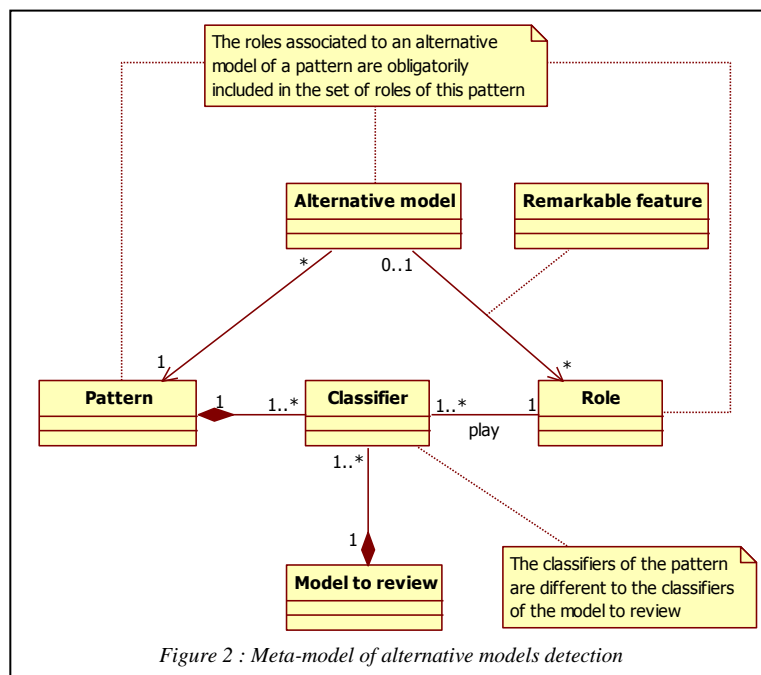 The roles associated to an alternative
model of a pattern are obligatorily
included in the set of roles of this pattern
Alternative model
Remarkable feature
*
0..1
1
*
Pattern
1
1..*
Classifier
1..*
1
play
Role
1..*
1
Model to review
The classifiers of the pattern
are different to the classifiers
of the model to review
Figure 2 : Meta-model of alternative models detection